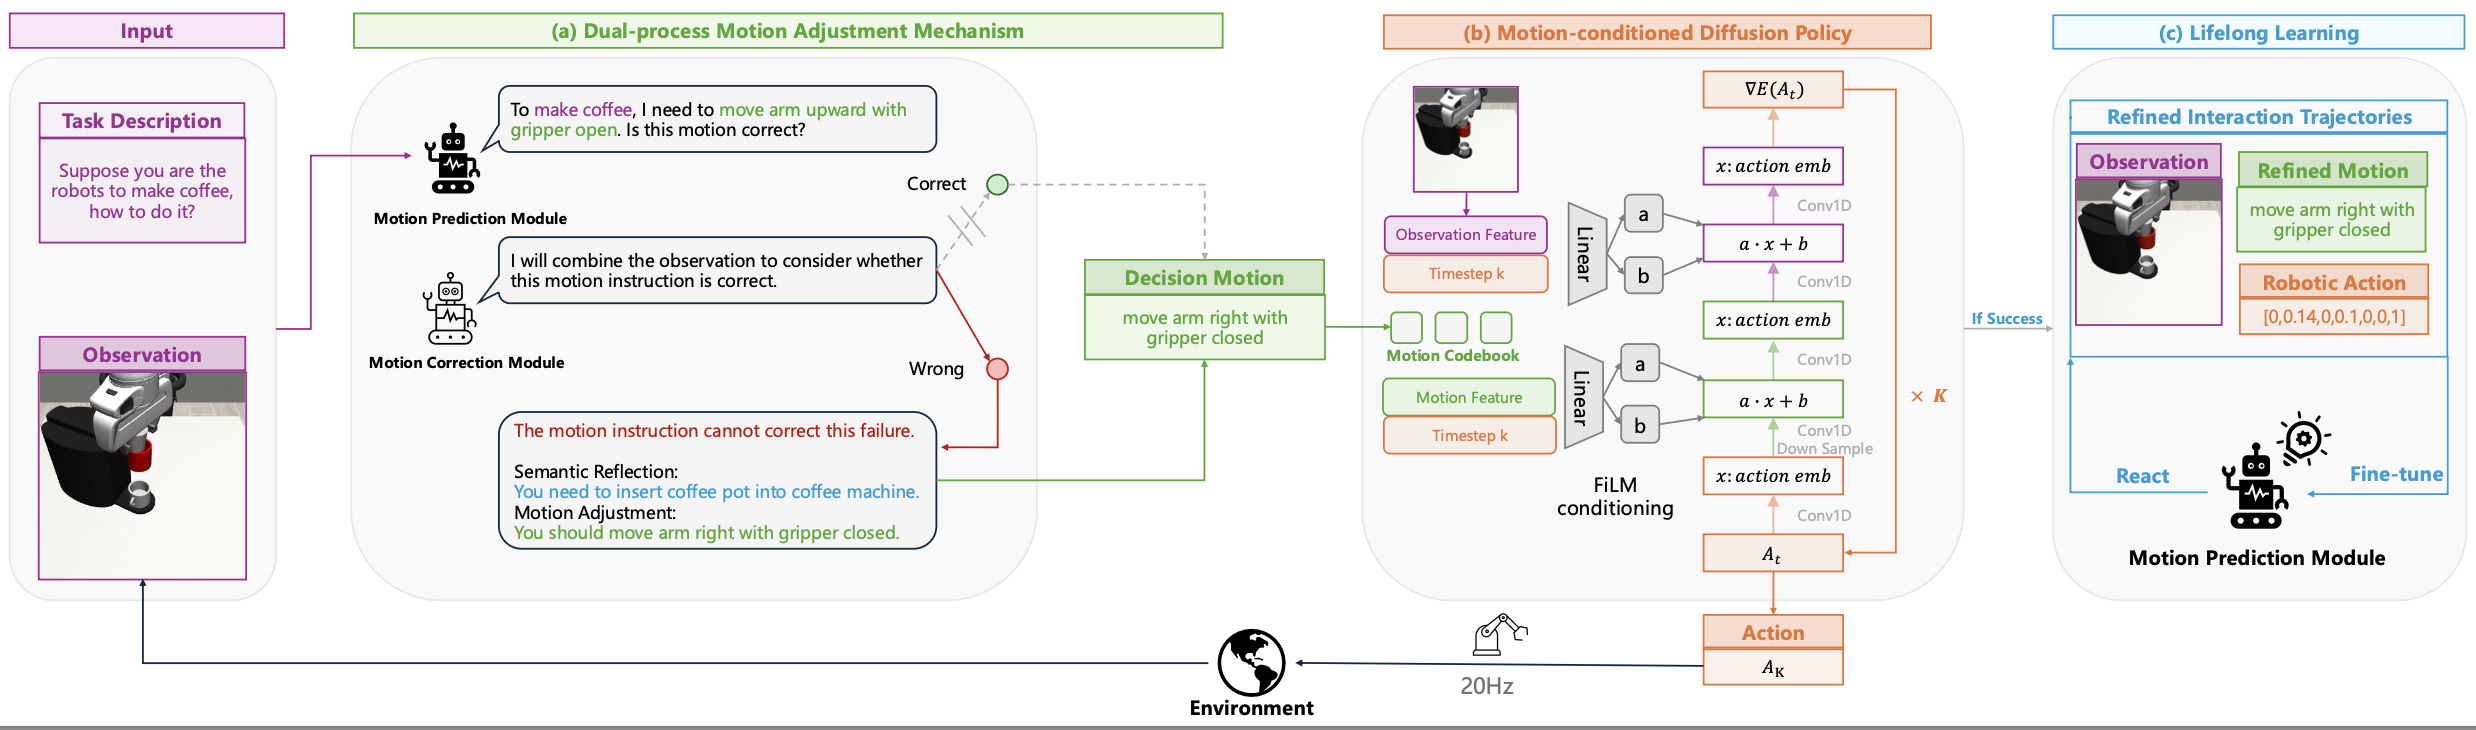 Input
Task Description
Suppose you are the
robots to make coffee,
how to do it?
Observation
(a) Dual-process Motion Adjustment Mechanism
To make coffee, I need to move arm upward with
gripper open. Is this motion correct?
Motion Prediction Module
Correct
I will combine the observation to consider whether
this motion instruction is correct.
Motion Correction Module
Wrong
The motion instruction cannot correct this failure.
Semantic Reflection:
You need to insert coffee pot into coffee machine.
Motion Adjustment:
You should move arm right with gripper closed.
Decision Motion
move arm right with
gripper closed
(b) Motion-conditioned Diffusion Policy
Observation Feature
Timestep k
Motion Codebook
Motion Feature
Timestep k
Linear
a
b
Linear
a
b
FiLM
conditioning
∇E(A_t)
x: action emb
Conv1D
a · x + b
Conv1D
x: action emb
Conv1D
a · x + b
Conv1D
Down Sample
x: action emb
Conv1D
A_t
× K
Action
A_K
20Hz
Environment
If Success
(c) Lifelong Learning
Refined Interaction Trajectories
Observation
Refined Motion
move arm right with
gripper closed
Robotic Action
[0,0.14,0,0.1,0,0,1]
React
Fine-tune
Motion Prediction Module